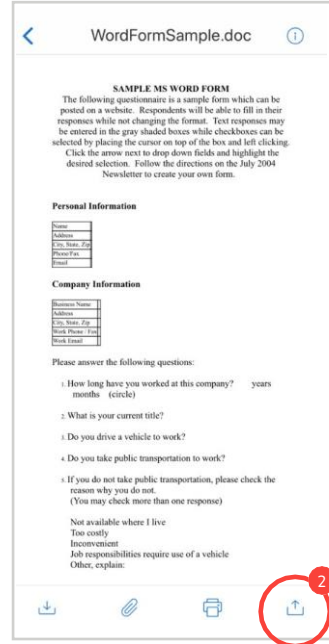 WordFormSample.doc
SAMPLE MS WORD FORM
The following questionnaire is a sample form which can be
posted on a website. Respondents will be able to fill in their
responses while not changing the format. Text responses may
be entered in the gray shaded boxes while checkboxes can be
selected by placing the cursor on top of the box and left clicking.
Click the arrow next to drop down fields and highlight the
desired selection. Follow the directions on the July 2004
Newsletter to create your own form.
Personal Information
Name
Address
City, State, Zip
Phone/Fax
Email
Company Information
Business Name
Address
City, State, Zip
Work Phone / Fax
Work Email
Please answer the following questions:
1. How long have you worked at this company? years
months (circle)
2. What is your current title?
3. Do you drive a vehicle to work?
4. Do you take public transportation to work?
5. If you do not take public transportation, please check the
reason why you do not.
(You may check more than one response)
Not available where I live
Too costly
Inconvenient
Job responsibilities require use of a vehicle
Other, explain:
2